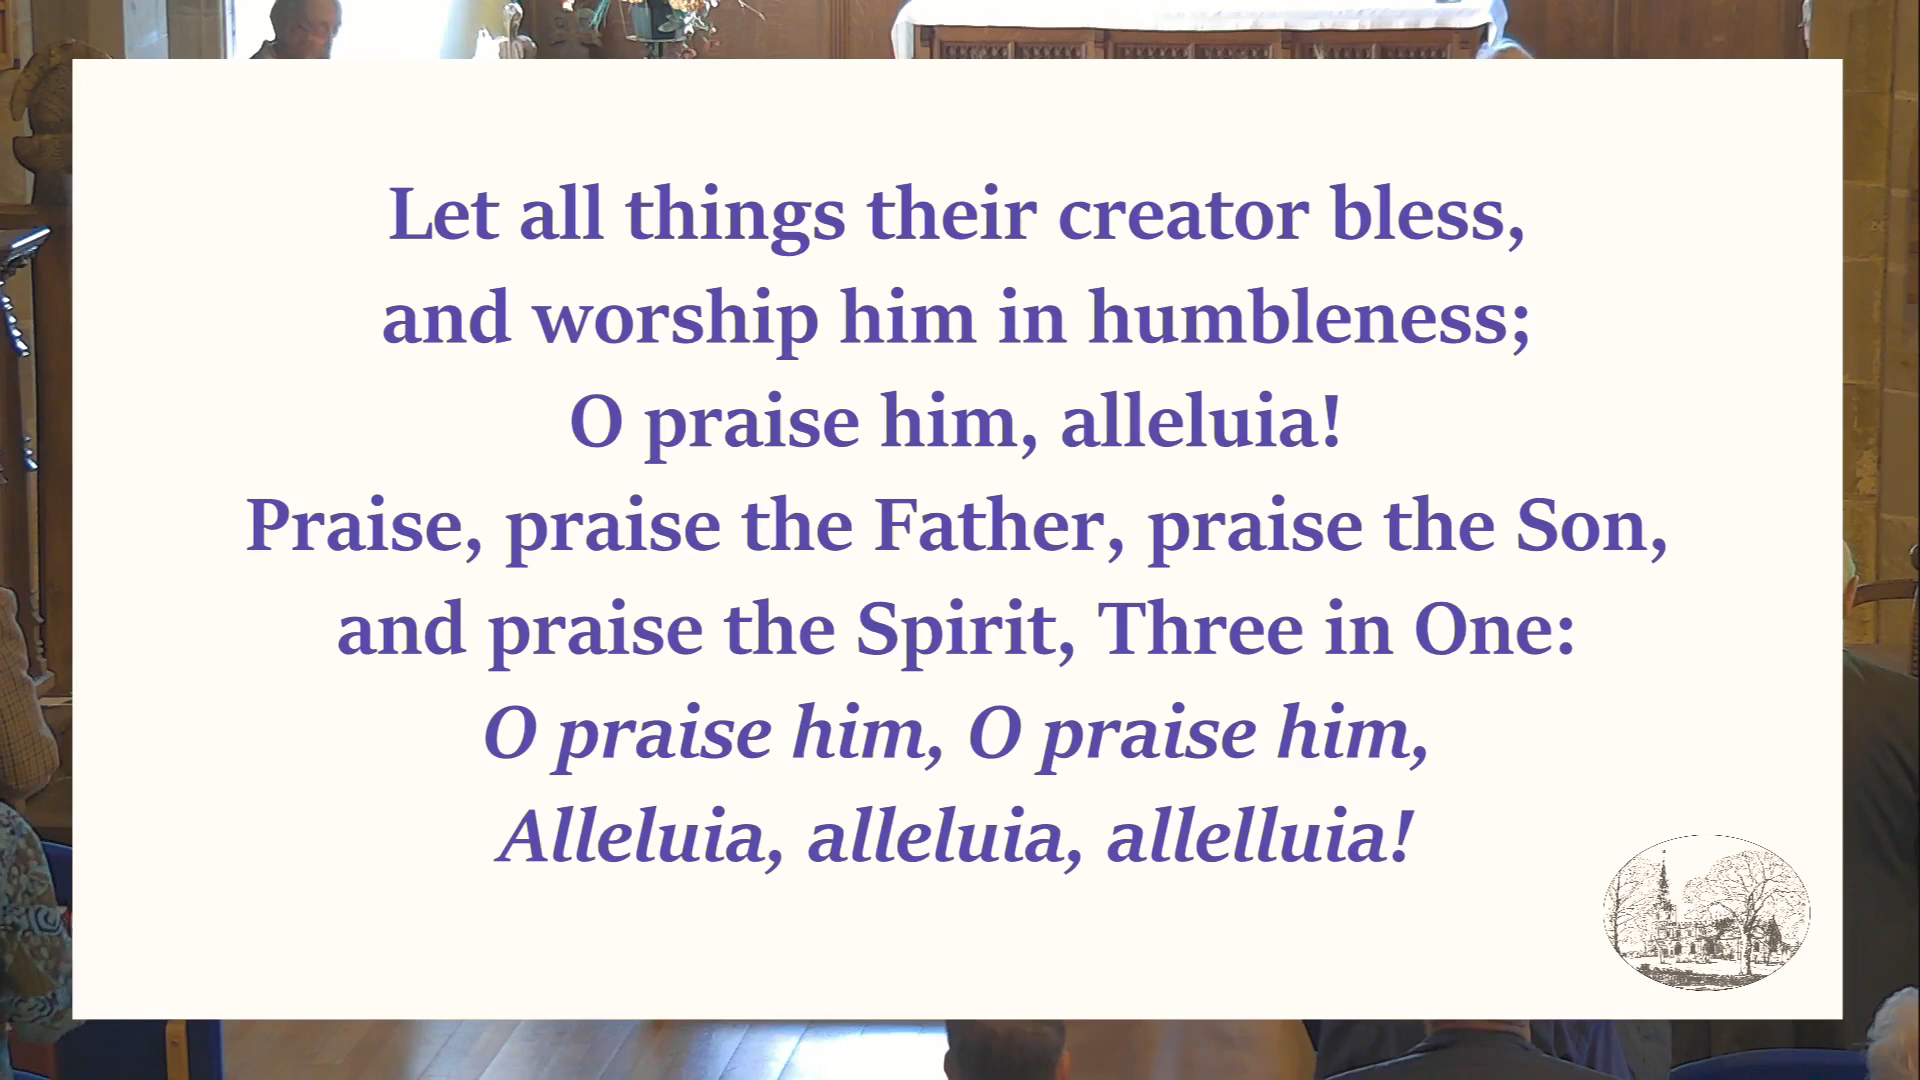 Let all things their creator bless,
and worship him in humbleness;
O praise him, alleluia!
Praise, praise the Father, praise the Son,
and praise the Spirit, Three in One:
O praise him, O praise him,
Alleluia, alleluia, allelluia!